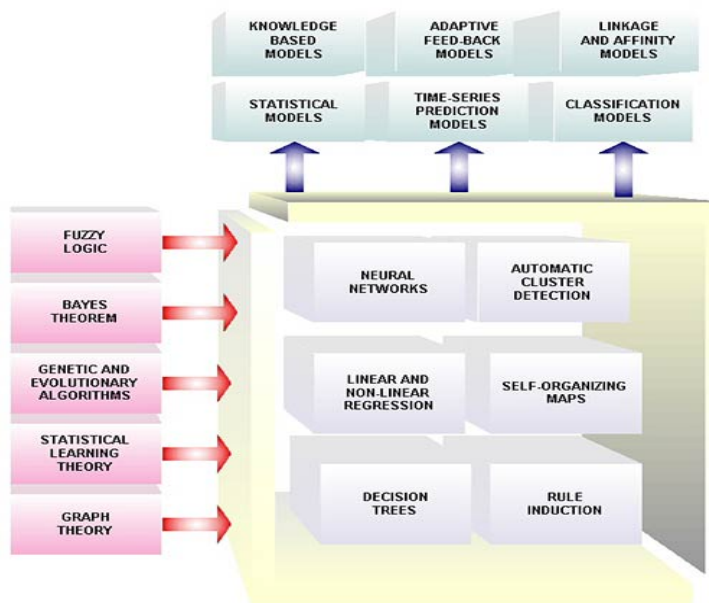 KNOWLEDGE
BASED
MODELS
ADAPTIVE
FEED-BACK
MODELS
LINKAGE
AND AFFINITY
MODELS
STATISTICAL
MODELS
TIME-SERIES
PREDICTION
MODELS
CLASSIFICATION
MODELS
FUZZY
LOGIC
BAYES
THEOREM
GENETIC AND
EVOLUTIONARY
ALGORITHMS
STATISTICAL
LEARNING
THEORY
GRAPH
THEORY
NEURAL
NETWORKS
AUTOMATIC
CLUSTER
DETECTION
LINEAR AND
NON-LINEAR
REGRESSION
SELF-ORGANIZING
MAPS
DECISION
TREES
RULE
INDUCTION